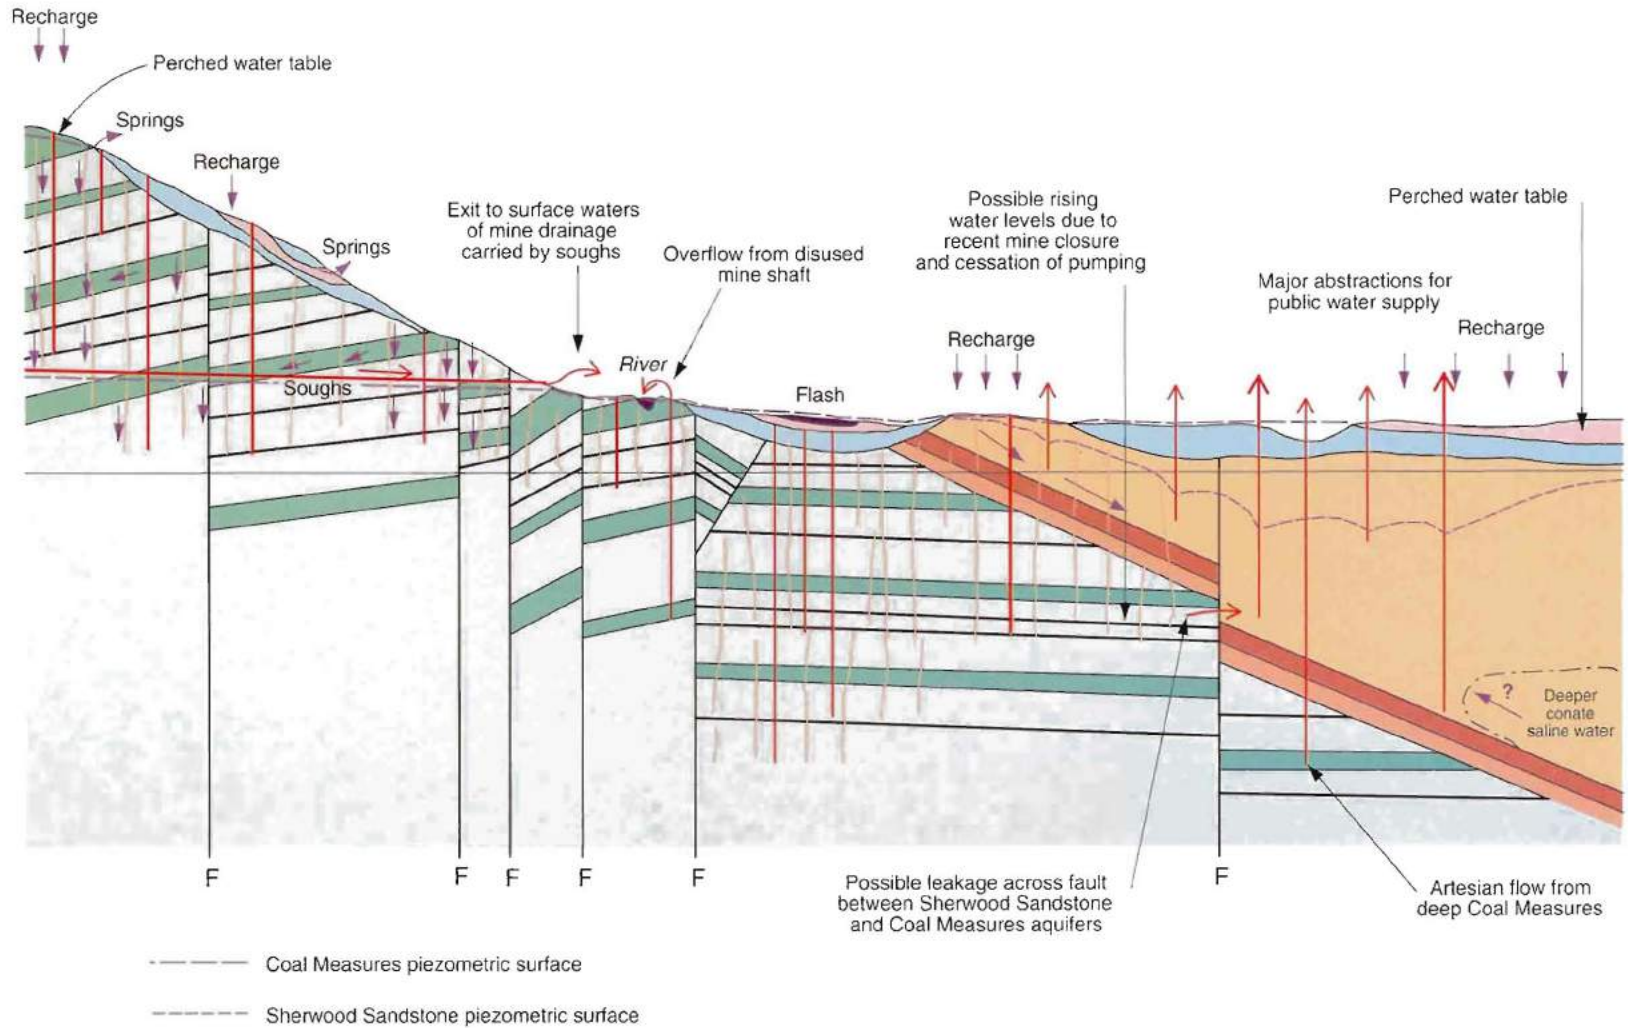 Recharge
Perched water table
Springs
Recharge
Springs
Exit to surface waters
of mine drainage
carried by soughs
Overflow from disused
mine shaft
River
Soughs
Flash
Possible rising
water levels due to
recent mine closure
and cessation of pumping
Recharge
Major abstractions for
public water supply
Recharge
Perched water table
?
Deeper
conate
saline water
F
F
F
F
F
F
Possible leakage across fault
between Sherwood Sandstone
and Coal Measures aquifers
Artesian flow from
deep Coal Measures
Coal Measures piezometric surface
Sherwood Sandstone piezometric surface